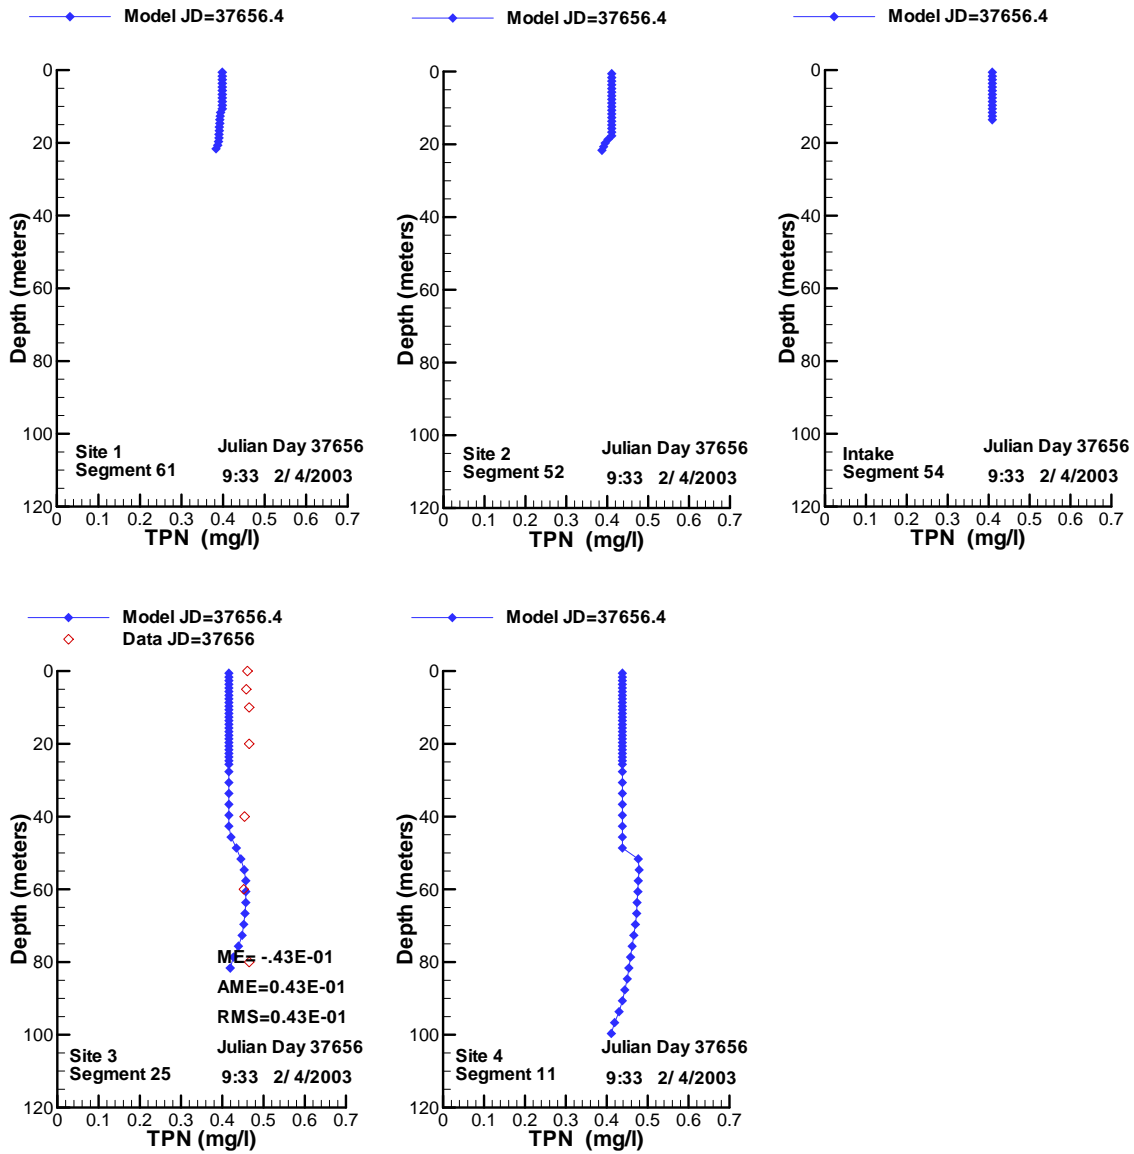 Model JD=37656.4
0
20
40
60
80
100
120
Depth (meters)
Site 1
Segment 61
Julian Day 37656
9:33 2/ 4/2003
0 0.1 0.2 0.3 0.4 0.5 0.6 0.7
TPN (mg/l)
Model JD=37656.4
0
20
40
60
80
100
120
Depth (meters)
Site 2
Segment 52
Julian Day 37656
9:33 2/ 4/2003
0 0.1 0.2 0.3 0.4 0.5 0.6 0.7
TPN (mg/l)
Model JD=37656.4
0
20
40
60
80
100
120
Depth (meters)
Intake
Segment 54
Julian Day 37656
9:33 2/ 4/2003
0 0.1 0.2 0.3 0.4 0.5 0.6 0.7
TPN (mg/l)
Model JD=37656.4
Data JD=37656
0
20
40
60
80
100
120
Depth (meters)
ME= -.43E-01
AME=0.43E-01
RMS=0.43E-01
Site 3
Segment 25
Julian Day 37656
9:33 2/ 4/2003
0 0.1 0.2 0.3 0.4 0.5 0.6 0.7
TPN (mg/l)
Model JD=37656.4
0
20
40
60
80
100
120
Depth (meters)
Site 4
Segment 11
Julian Day 37656
9:33 2/ 4/2003
0 0.1 0.2 0.3 0.4 0.5 0.6 0.7
TPN (mg/l)